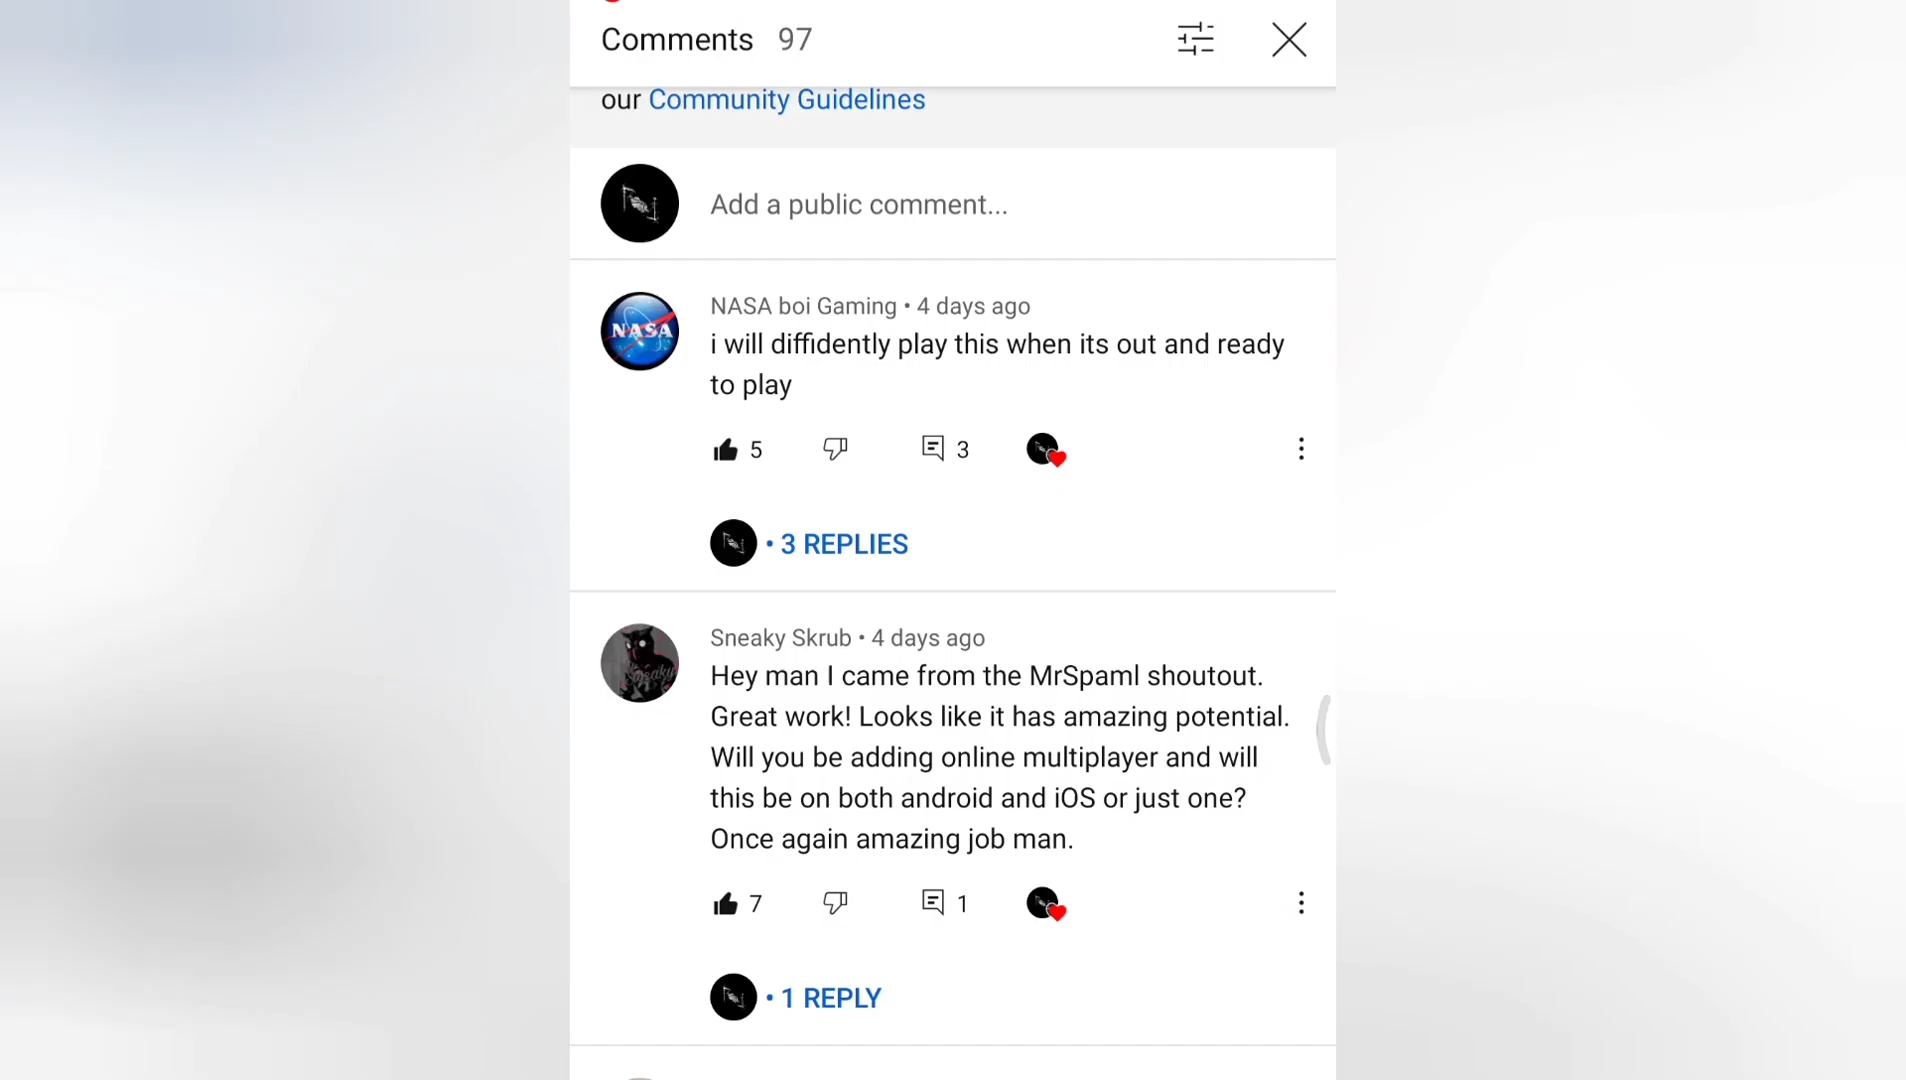 Comments 97
our Community Guidelines
Add a public comment...
NASA boi Gaming • 4 days ago
NASA
i will diffidently play this when its out and ready
to play
5 3
• 3 REPLIES
Sneaky Skrub • 4 days ago
Hey man I came from the MrSpaml shoutout.
Great work! Looks like it has amazing potential.
Will you be adding online multiplayer and will
this be on both android and iOS or just one?
Once again amazing job man.
7 1
• 1 REPLY